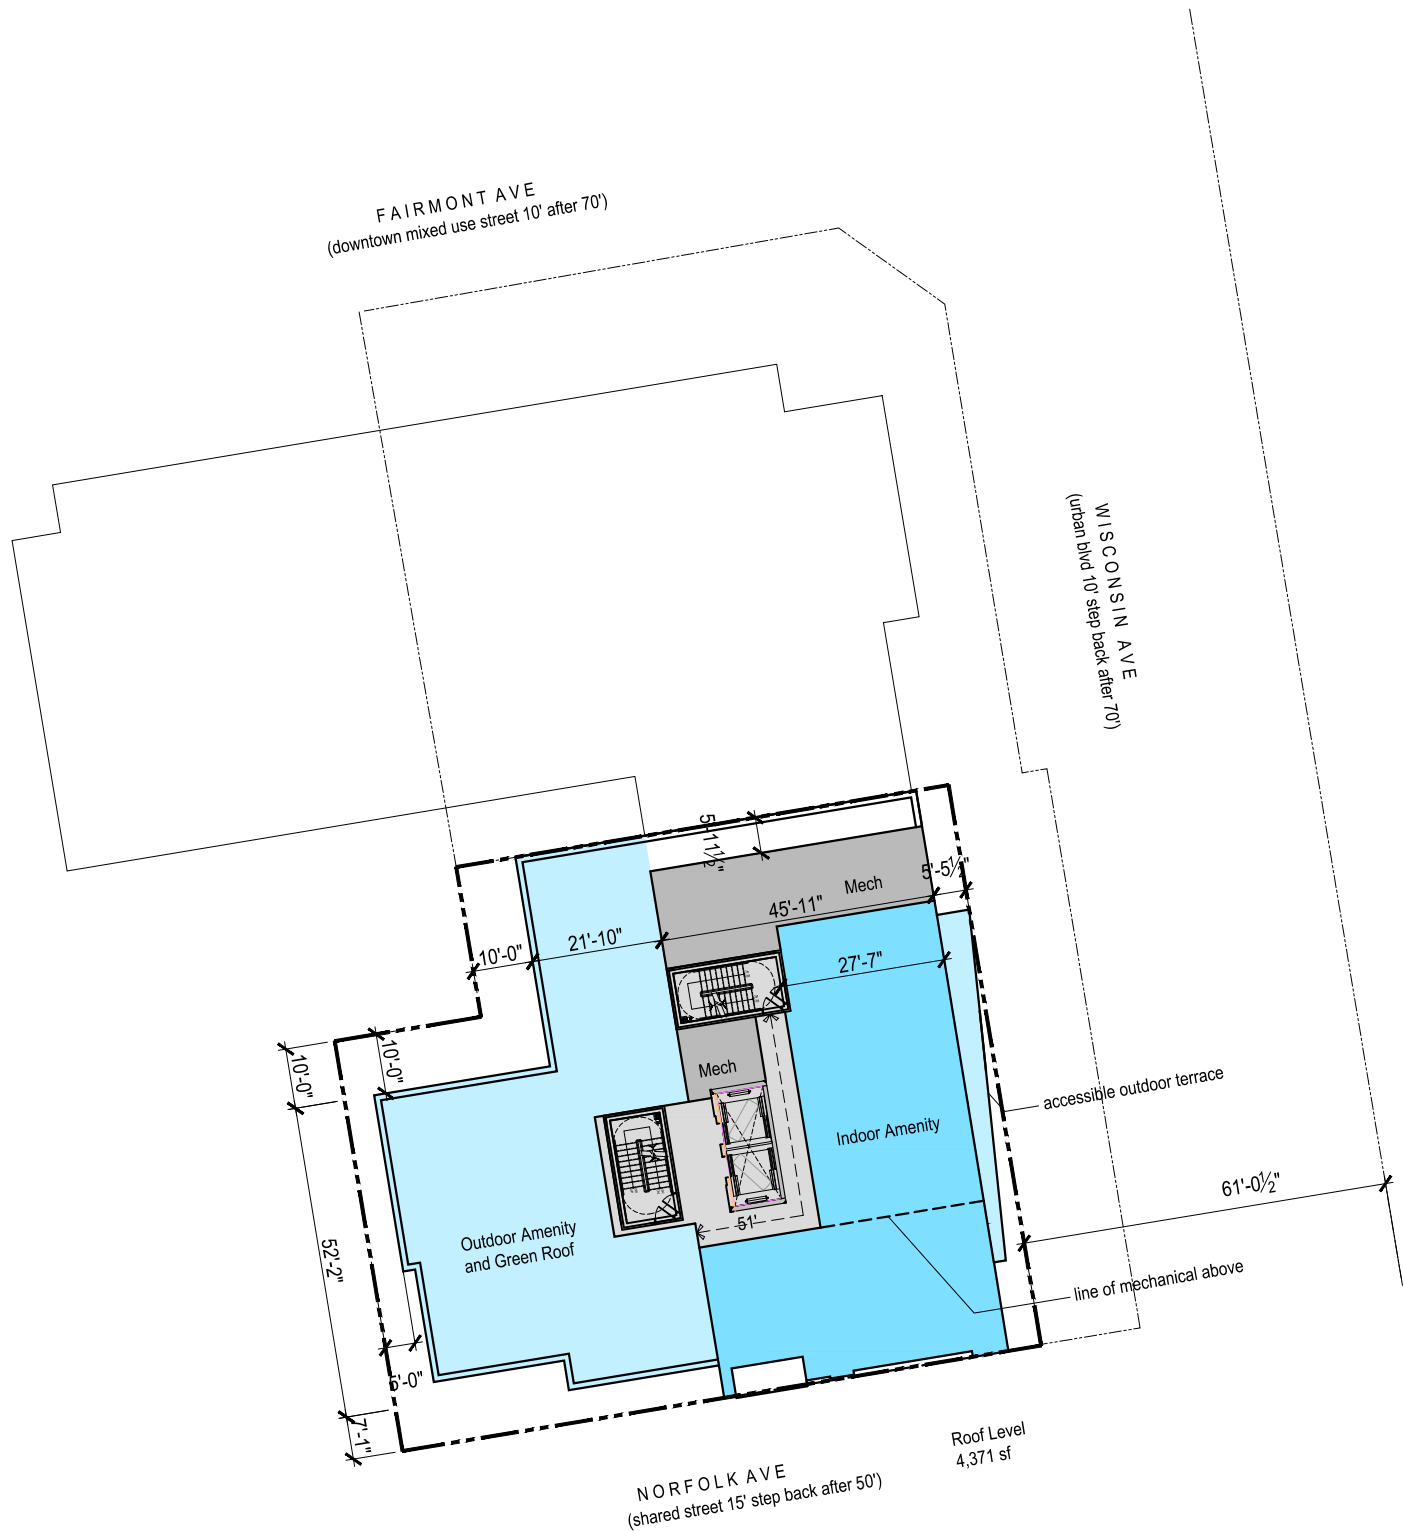 FAIRMONT AVE
(downtown mixed use street 10' after 70')
WISCONSIN AVE
(urban blvd 10' step back after 70')
5'-11½"
Mech
5'-5½"
45'-11"
21'-10"
10'-0"
27'-7"
10'-0"
10'-0"
Mech
accessible outdoor terrace
Indoor Amenity
61'-0½"
51'
Outdoor Amenity
and Green Roof
52'-2"
line of mechanical above
7'-1"
Roof Level
4,371 sf
NORFOLK AVE
(shared street 15' step back after 50')